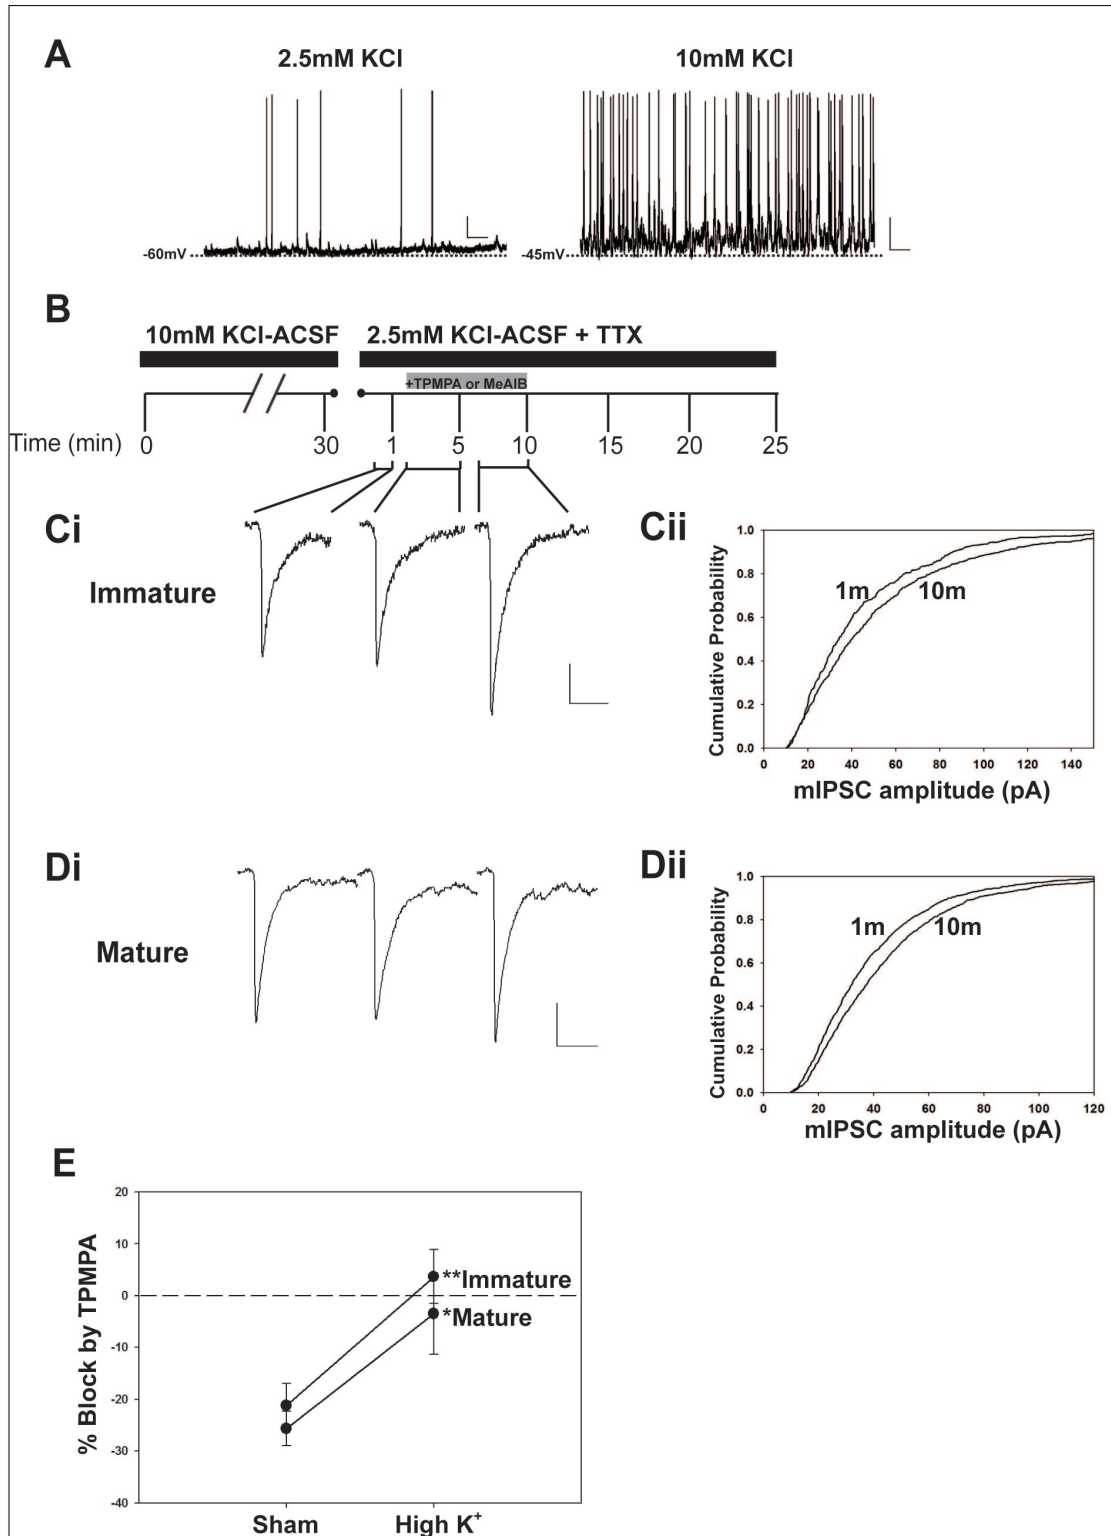 A
2.5mM KCl
10mM KCl
-60mV
-45mV
B
10mM KCl-ACSF
2.5mM KCl-ACSF + TTX
+TPMPA or MeAIB
Time (min)
0
30
1
5
10
15
20
25
Ci
Immature
Cii
Cumulative Probability
1.0
0.8
0.6
0.4
0.2
0.0
1m
10m
0
20
40
60
80
100
120
140
mIPSC amplitude (pA)
Di
Mature
Dii
Cumulative Probability
1.0
0.8
0.6
0.4
0.2
0.0
1m
10m
0
20
40
60
80
100
120
mIPSC amplitude (pA)
E
% Block by TPMPA
20
10
0
-10
-20
-30
-40
**Immature
*Mature
Sham
High K⁺